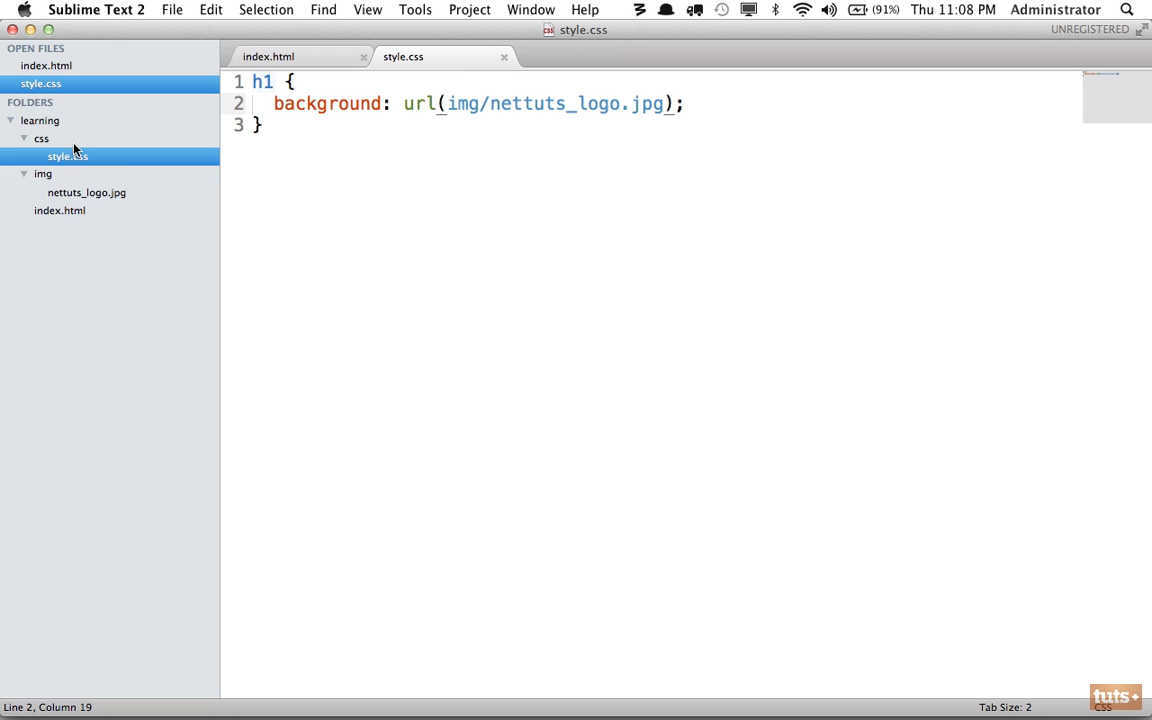 Sublime Text 2 File Edit Selection Find View Tools Project Window Help (91%) Thu 11:08 PM Administrator
style.css UNREGISTERED
OPEN FILES
index.html
style.css
FOLDERS
learning
css
style.css
img
nettuts_logo.jpg
index.html
index.html style.css
1 h1 {
2 background: url(img/nettuts_logo.jpg);
3 }
Line 2, Column 19 Tab Size: 2 CSS
tuts+